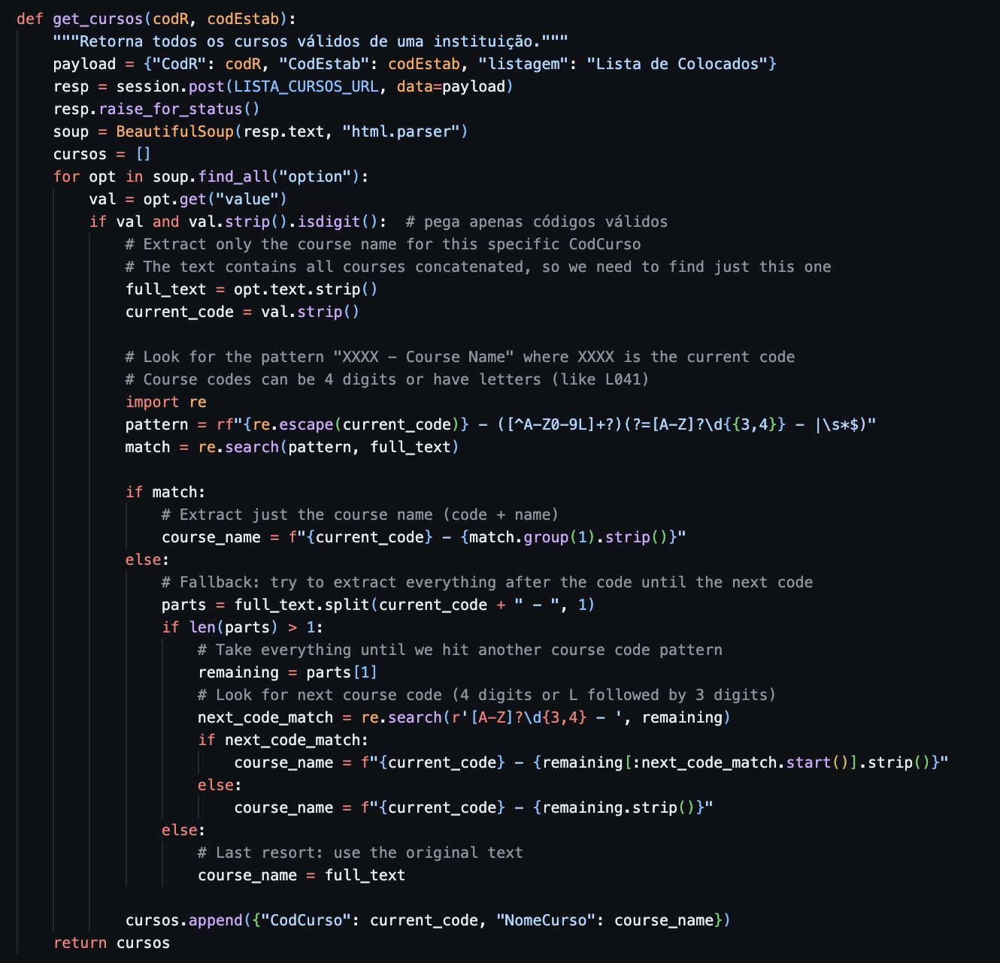 def get_cursos(codR, codEstab):
    """Retorna todos os cursos válidos de uma instituição."""
    payload = {"CodR": codR, "CodEstab": codEstab, "listagem": "Lista de Colocados"}
    resp = session.post(LISTA_CURSOS_URL, data=payload)
    resp.raise_for_status()
    soup = BeautifulSoup(resp.text, "html.parser")
    cursos = []
    for opt in soup.find_all("option"):
        val = opt.get("value")
        if val and val.strip().isdigit():  # pega apenas códigos válidos
            # Extract only the course name for this specific CodCurso
            # The text contains all courses concatenated, so we need to find just this one
            full_text = opt.text.strip()
            current_code = val.strip()

            # Look for the pattern "XXXX - Course Name" where XXXX is the current code
            # Course codes can be 4 digits or have letters (like L041)
            import re
            pattern = rf"{re.escape(current_code)} - ([^A-Z0-9L]+?)(?=[A-Z]?\d{{3,4}} - |\s*$)"
            match = re.search(pattern, full_text)

            if match:
                # Extract just the course name (code + name)
                course_name = f"{current_code} - {match.group(1).strip()}"
            else:
                # Fallback: try to extract everything after the code until the next code
                parts = full_text.split(current_code + " - ", 1)
                if len(parts) > 1:
                    # Take everything until we hit another course code pattern
                    remaining = parts[1]
                    # Look for next course code (4 digits or L followed by 3 digits)
                    next_code_match = re.search(r'[A-Z]?\d{3,4} - ', remaining)
                    if next_code_match:
                        course_name = f"{current_code} - {remaining[:next_code_match.start()].strip()}"
                    else:
                        course_name = f"{current_code} - {remaining.strip()}"
                else:
                    # Last resort: use the original text
                    course_name = full_text

            cursos.append({"CodCurso": current_code, "NomeCurso": course_name})
    return cursos